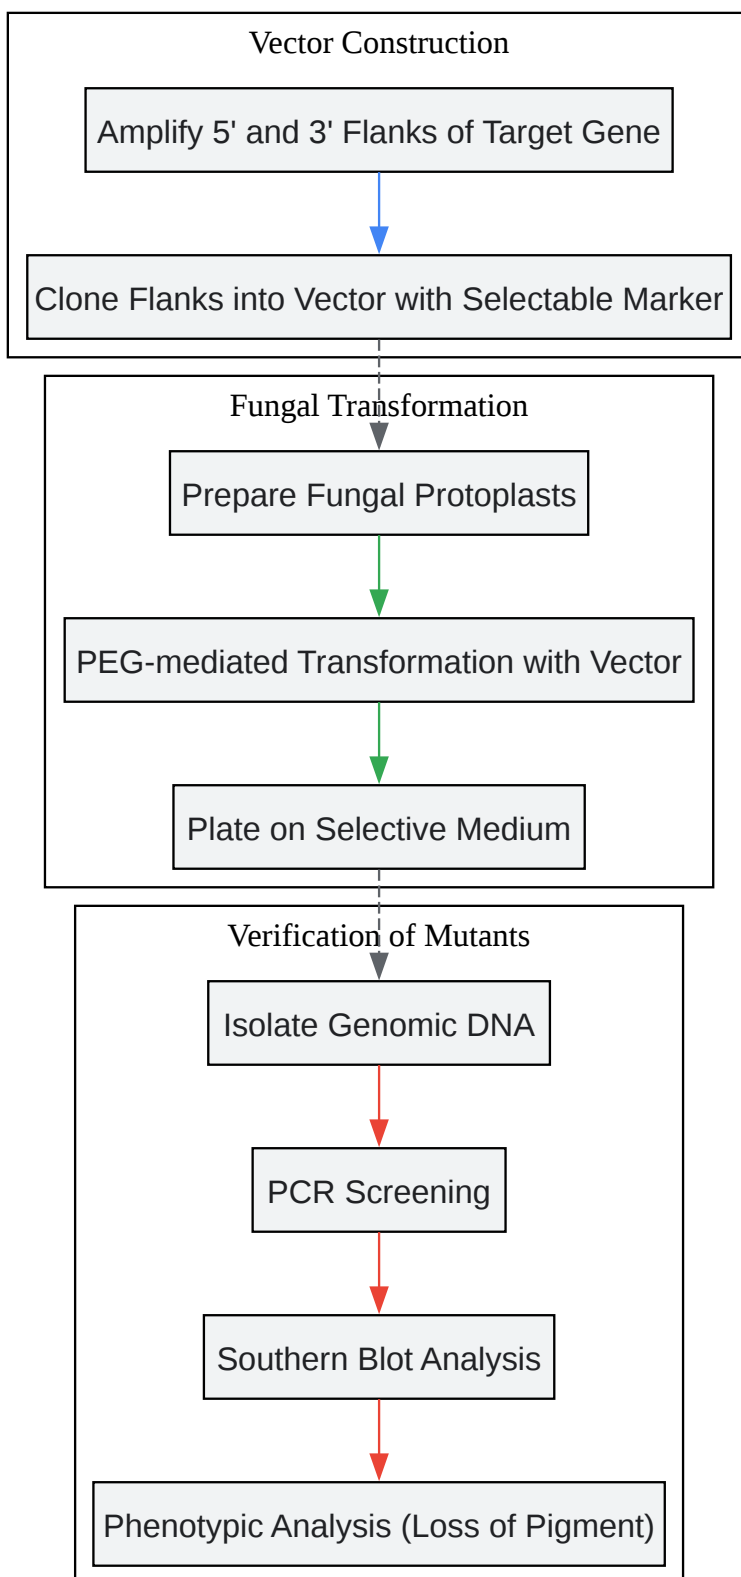 Vector Construction
Amplify 5' and 3' Flanks of Target Gene
Clone Flanks into Vector with Selectable Marker
Fungal Transformation
Prepare Fungal Protoplasts
PEG-mediated Transformation with Vector
Plate on Selective Medium
Verification of Mutants
Isolate Genomic DNA
PCR Screening
Southern Blot Analysis
Phenotypic Analysis (Loss of Pigment)